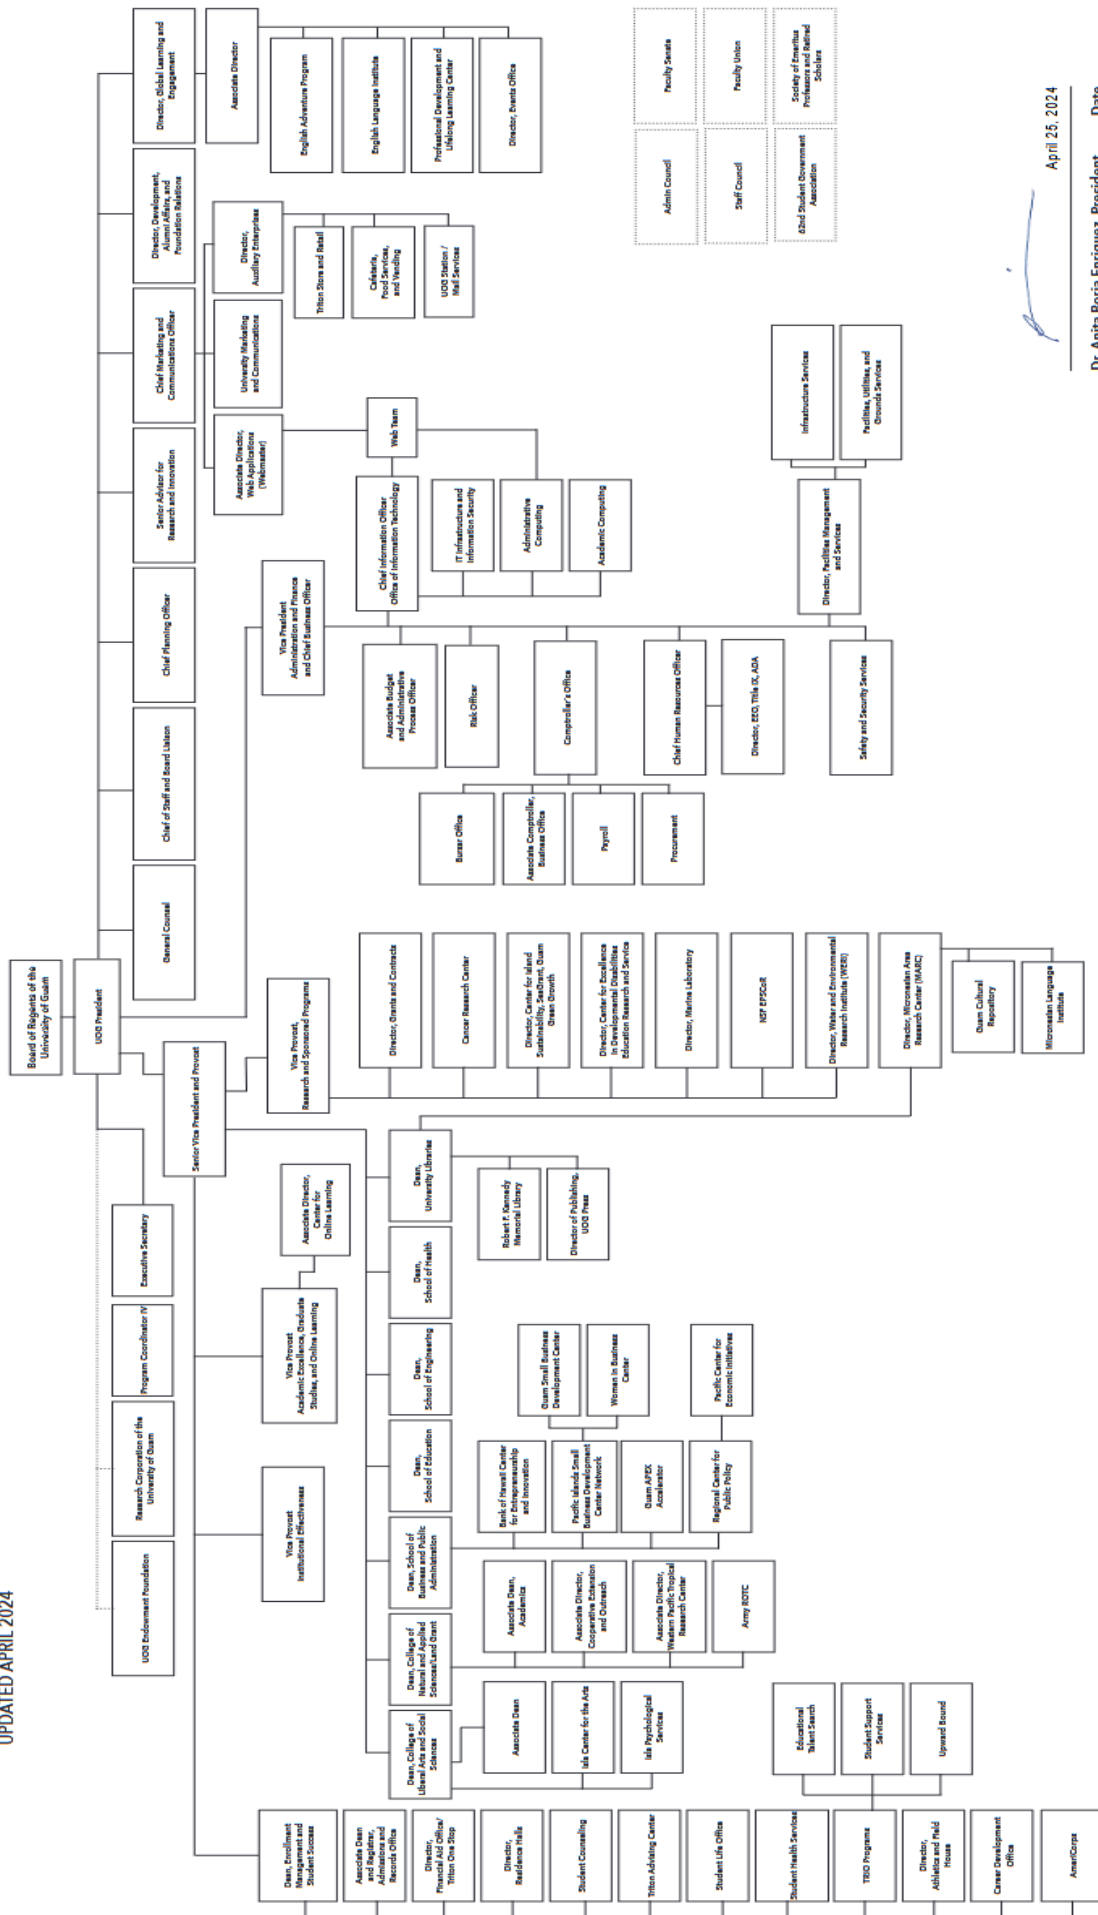 UPDATED APRIL 2024
Board of Regents of the
University of Guam
UOG President
UOG Endowment Foundation
Research Corporation of the
University of Guam
Program Coordinator IV
Executive Secretary
General Counsel
Chief of Staff and Board Liaison
Chief Planning Officer
Senior Advisor for
Research and Innovation
Chief Marketing and
Communications Officer
Director, Development,
Alumni Affairs, and
Foundation Relations
Director, Global Learning and
Engagement
Senior Vice President and Provost
Associate Director,
Web Applications
(Webmaster)
University Marketing
and Communications
Director,
Auxiliary Enterprises
Triton Store and Retail
Cafeteria,
Food Services,
and Vending
UOG Station /
Mail Services
Associate Director
English Adventure Program
English Language Institute
Professional Development and
Lifelong Learning Center
Director, Events Office
Dean, Enrollment
Management and
Student Success
Associate Dean
and Registrar,
Admissions and
Records Office
Director,
Financial Aid Office/
Triton One Stop
Director,
Residence Halls
Student Counseling
Triton Advising Center
Student Life Office
Student Health Services
TRIO Programs
Director,
Athletics and Field
House
Career Development
Office
AmeriCorps
Educational
Talent Search
Student Support
Services
Upward Bound
Vice Provost
Institutional Effectiveness
Vice Provost
Academic Excellence, Graduate
Studies, and Online Learning
Associate Director,
Center for
Online Learning
Vice Provost,
Research and Sponsored Programs
Vice President
Administration and Finance
and Chief Business Officer
Dean, College of
Liberal Arts and Social
Sciences
Associate Dean
Isla Center for the Arts
Isla Psychological
Services
Dean, College of
Natural and Applied
Sciences/Land Grant
Associate Dean,
Academics
Associate Director,
Cooperative Extension
and Outreach
Associate Director,
Western Pacific Tropical
Research Center
Army ROTC
Dean, School of
Business and Public
Administration
Bank of Hawaii Center
for Entrepreneurship
and Innovation
Pacific Islands Small
Business Development
Center Network
Guam APEX
Accelerator
Regional Center for
Public Policy
Guam Small Business
Development Center
Women in Business
Center
Pacific Center for
Economic Initiatives
Dean,
School of Education
Dean,
School of Engineering
Dean,
School of Health
Dean,
University Libraries
Robert F. Kennedy
Memorial Library
Director of Publishing,
UOG Press
Director, Grants and Contracts
Cancer Research Center
Director, Center for Island
Sustainability, SeaGrant, Guam
Green Growth
Director, Center for Excellence
in Developmental Disabilities
Education Research and Service
Director, Marine Laboratory
NSF EPSCoR
Director, Water and Environmental
Research Institute (WERI)
Director, Micronesian Area
Research Center (MARC)
Guam Cultural
Repository
Micronesian Language
Institute
Associate Budget
and Administrative
Process Officer
Risk Officer
Comptroller's Office
Bursar Office
Associate Comptroller,
Business Office
Payroll
Procurement
Chief Human Resources Officer
Director, EEO, Title IX, ADA
Safety and Security Services
Chief Information Officer
Office of Information Technology
Web Team
IT Infrastructure and
Information Security
Administrative
Computing
Academic Computing
Director, Facilities Management
and Services
Infrastructure Services
Facilities, Utilities, and
Grounds Services
Admin Council
Faculty Senate
Staff Council
Faculty Union
62nd Student Government
Association
Society of Emeritus
Professors and Retired
Scholars
April 25, 2024
Dr. Anita Borja Enriquez, President Date